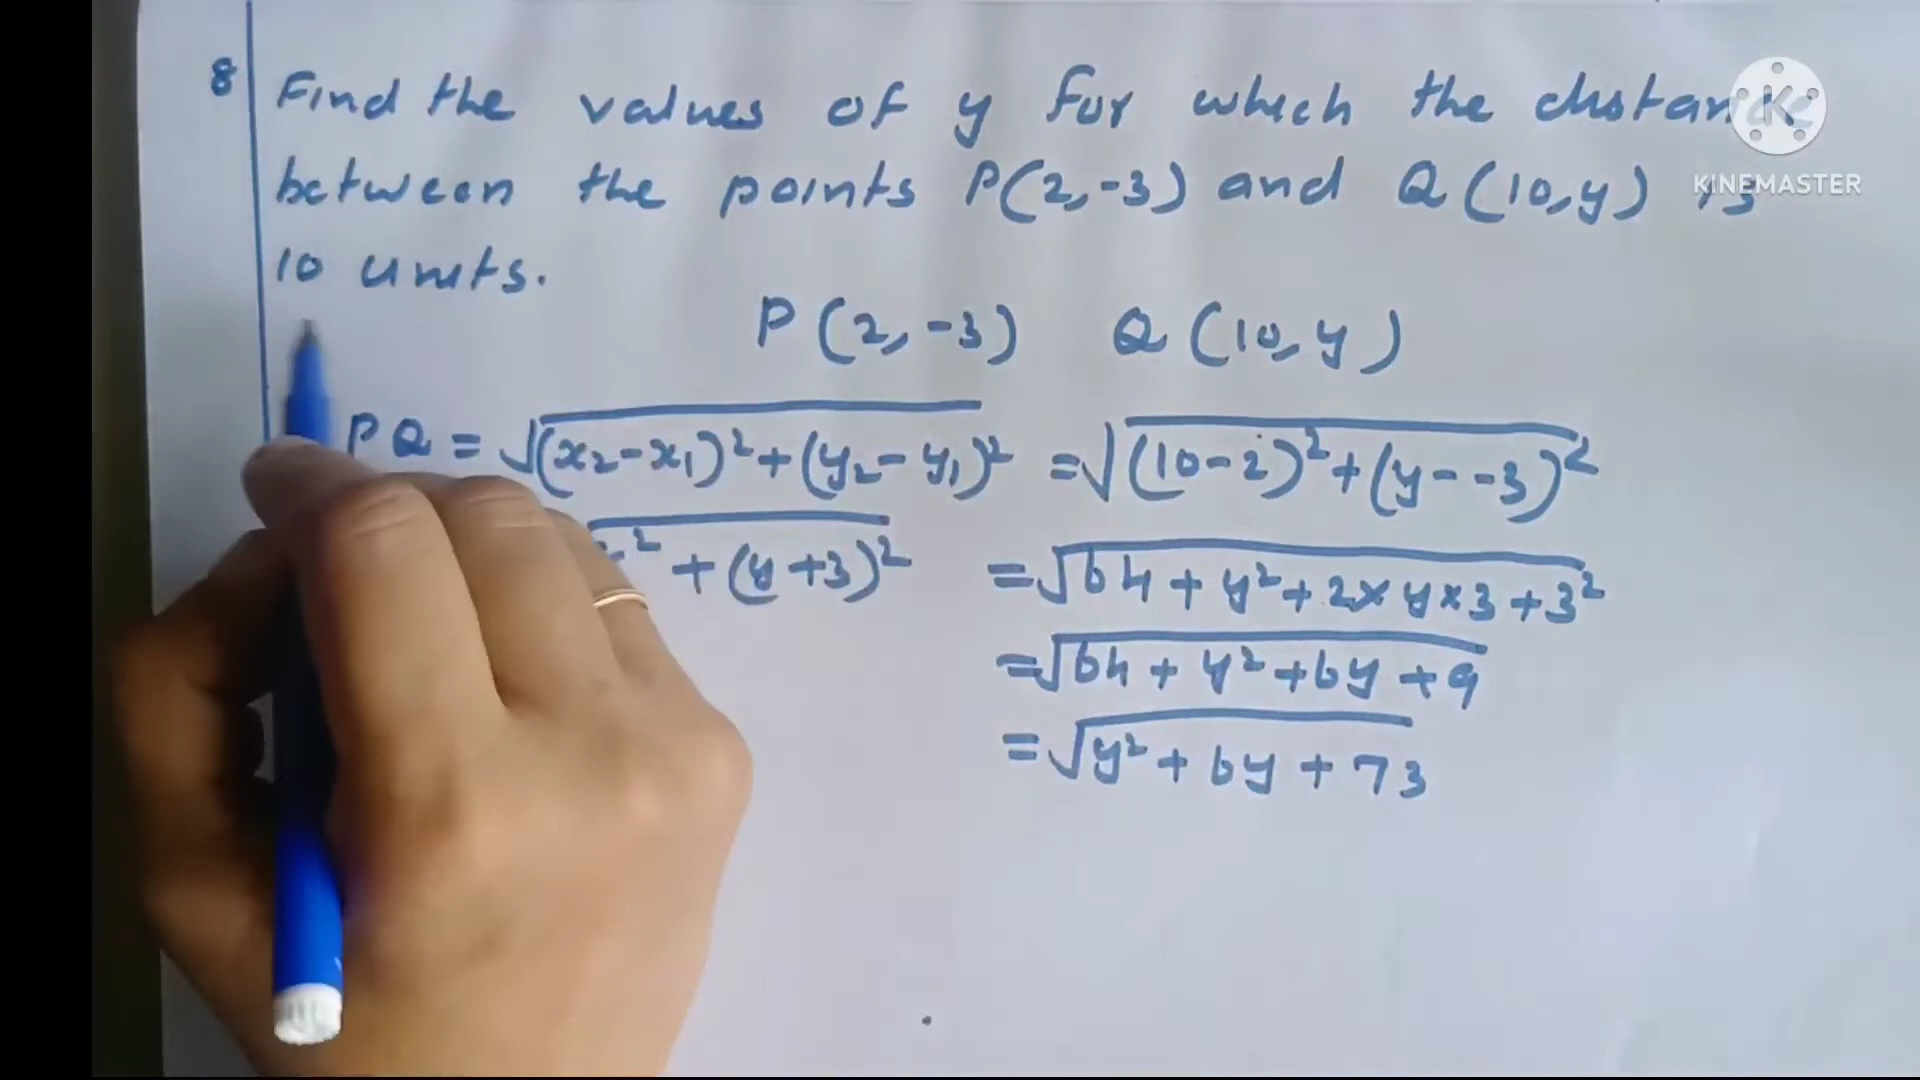 8 Find the values of y for which the distance
between the points P(2,-3) and Q(10,y) is
10 units.
P(2,-3) Q(10,y)
PQ = √(x₂-x₁)²+(y₂-y₁)² = √(10-2)²+(y--3)²
² + (y+3)² = √64 + y² + 2×y×3 + 3²
= √64 + y² + 6y + 9
= √y² + 6y + 73
K
KINEMASTER